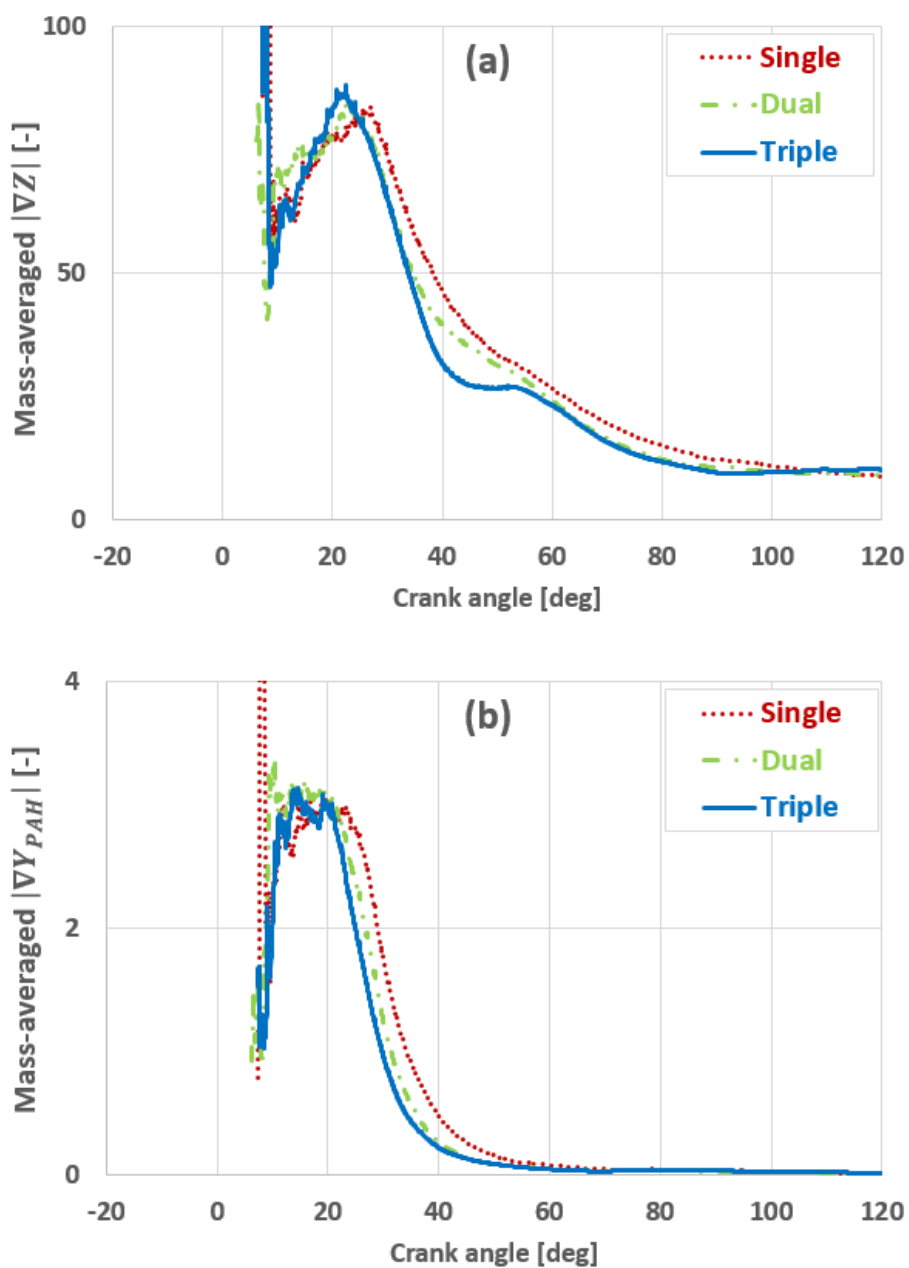 100
(a)
Single
Dual
Triple
Mass-averaged |∇Z| [-]
50
0
-20 0 20 40 60 80 100 120
Crank angle [deg]
4
(b)
Single
Dual
Triple
Mass-averaged |∇Y_PAH| [-]
2
0
-20 0 20 40 60 80 100 120
Crank angle [deg]